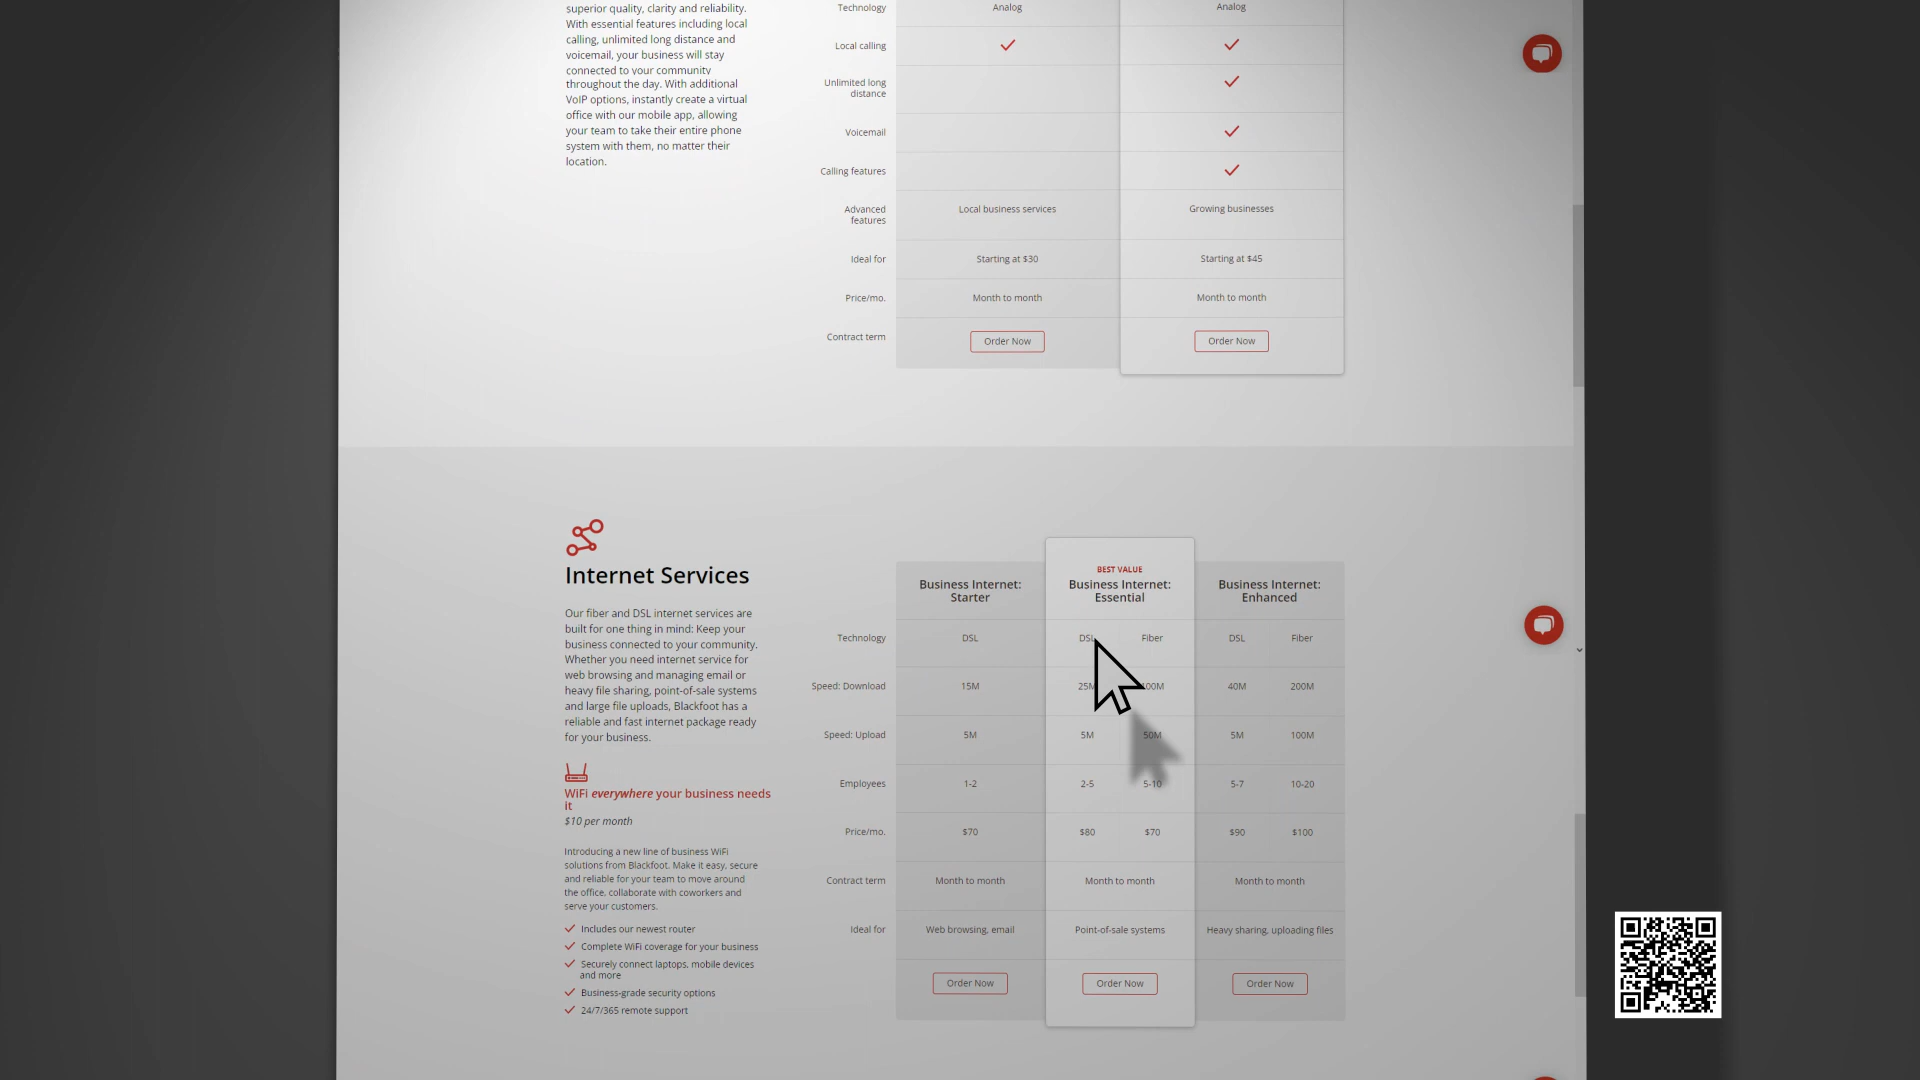 superior quality, clarity and reliability.
With essential features including local
calling, unlimited long distance and
voicemail, your business will stay
connected to your community
throughout the day. With additional
VoIP options, instantly create a virtual
office with our mobile app, allowing
your team to take their entire phone
system with them, no matter their
location.
Technology Analog Analog
Local calling
Unlimited long
distance
Voicemail
Calling features
Advanced
features
Local business services Growing businesses
Ideal for Starting at $30 Starting at $45
Price/mo. Month to month Month to month
Contract term Order Now Order Now
Internet Services
Our fiber and DSL internet services are
built for one thing in mind: Keep your
business connected to your community.
Whether you need internet service for
web browsing and managing email or
heavy file sharing, point-of-sale systems
and large file uploads, Blackfoot has a
reliable and fast internet package ready
for your business.
WiFi everywhere your business needs
it
$10 per month
Introducing a new line of business WiFi
solutions from Blackfoot. Make it easy, secure
and reliable for your team to move around
the office, collaborate with coworkers and
serve your customers.
Includes our newest router
Complete WiFi coverage for your business
Securely connect laptops, mobile devices
and more
Business-grade security options
24/7/365 remote support
BEST VALUE
Business Internet:
Starter
Business Internet:
Essential
Business Internet:
Enhanced
Technology DSL DSL Fiber DSL Fiber
Speed: Download 15M 25M 100M 40M 200M
Speed: Upload 5M 5M 50M 5M 100M
Employees 1-2 2-5 5-10 5-7 10-20
Price/mo. $70 $80 $70 $90 $100
Contract term Month to month Month to month Month to month
Ideal for Web browsing, email Point-of-sale systems Heavy sharing, uploading files
Order Now Order Now Order Now